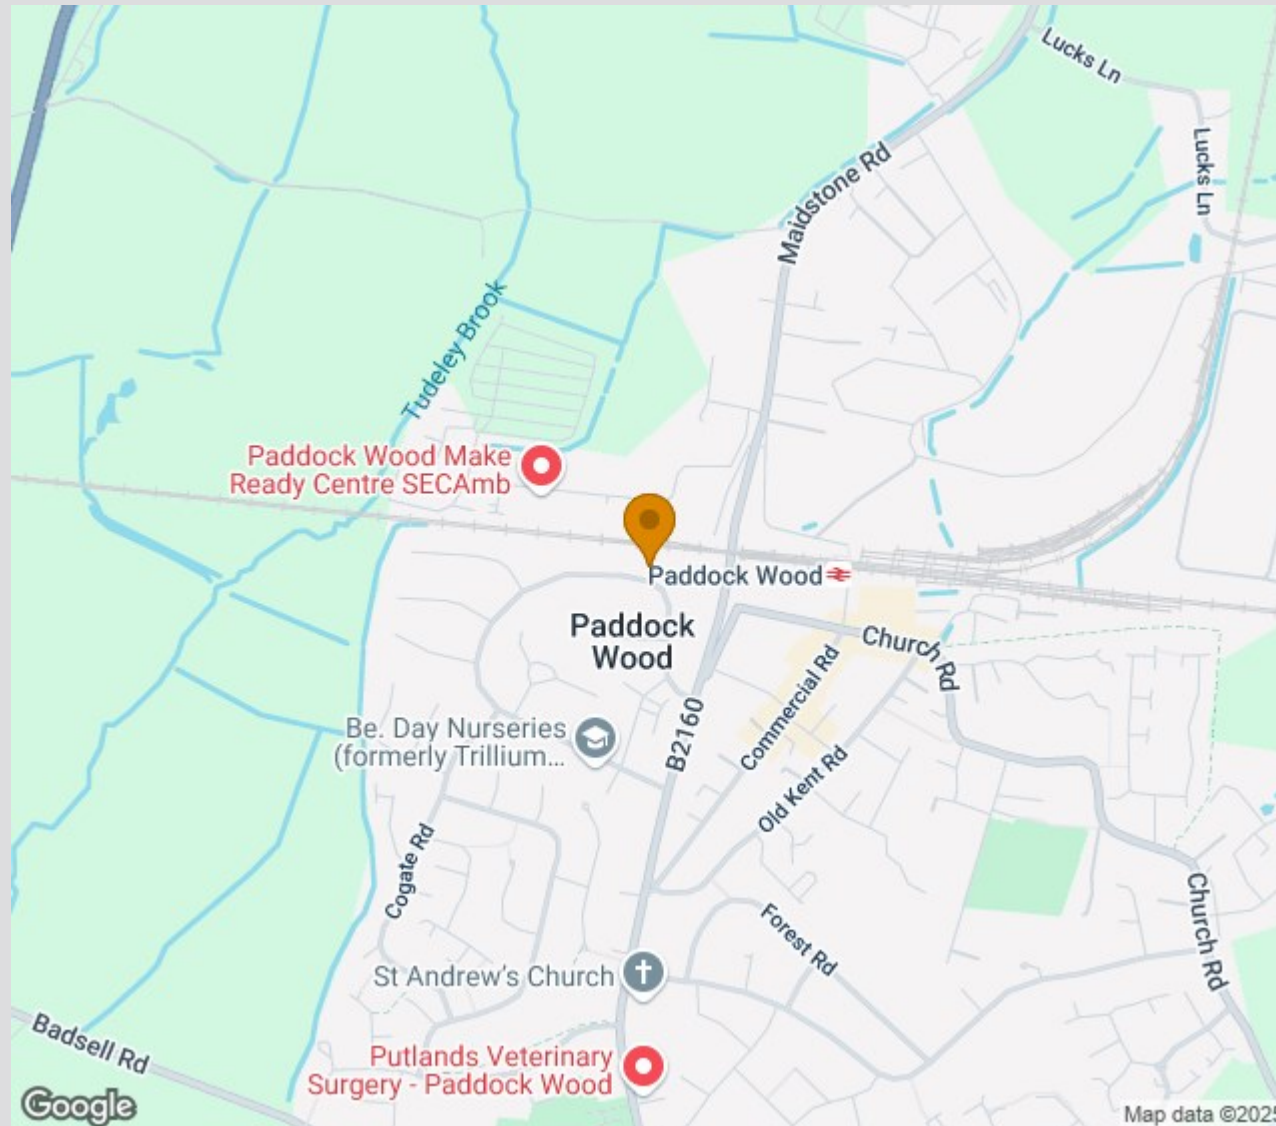 Lucks Ln
Lucks Ln
Maidstone Rd
Tudeley Brook
Paddock Wood Make
Ready Centre SECAmb
Paddock Wood
Paddock
Wood
Church Rd
Commercial Rd
B2160
Be. Day Nurseries
(formerly Trillium...
Old Kent Rd
Cogate Rd
Forest Rd
Church Rd
St Andrew's Church
Badsell Rd
Putlands Veterinary
Surgery - Paddock Wood
Google
Map data ©2025